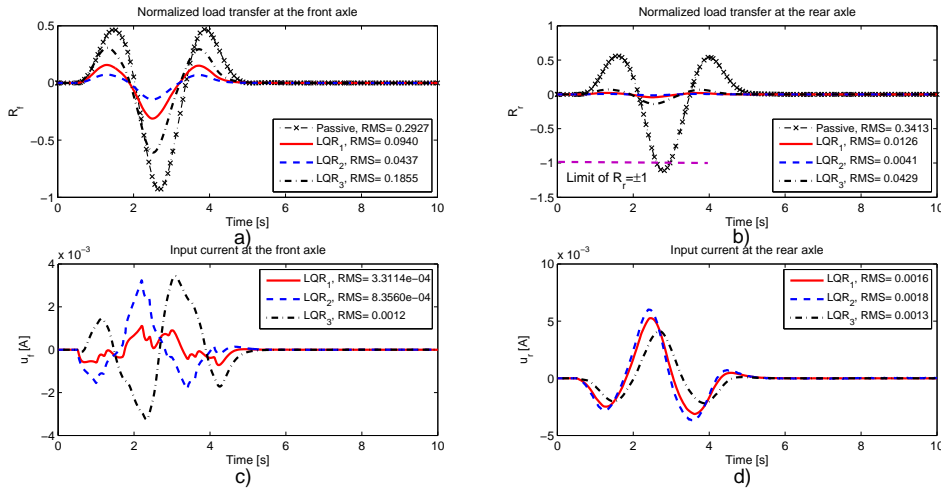 Normalized load transfer at the front axle
0.5
0
−0.5
−1
R_f
0 2 4 6 8 10
Time [s]
Passive, RMS= 0.2927
LQR_1, RMS= 0.0940
LQR_2, RMS= 0.0437
LQR_3, RMS= 0.1855
a)
Normalized load transfer at the rear axle
1
0.5
0
−0.5
−1
−1.5
R_r
0 2 4 6 8 10
Time [s]
Limit of R_r=±1
Passive, RMS= 0.3413
LQR_1, RMS= 0.0126
LQR_2, RMS= 0.0041
LQR_3, RMS= 0.0429
b)
Input current at the front axle
x 10^−3
4
2
0
−2
−4
u_f [A]
0 2 4 6 8 10
Time [s]
LQR_1, RMS= 3.3114e−04
LQR_2, RMS= 8.3560e−04
LQR_3, RMS= 0.0012
c)
Input current at the rear axle
x 10^−3
10
5
0
−5
u_r [A]
0 2 4 6 8 10
Time [s]
LQR_1, RMS= 0.0016
LQR_2, RMS= 0.0018
LQR_3, RMS= 0.0013
d)